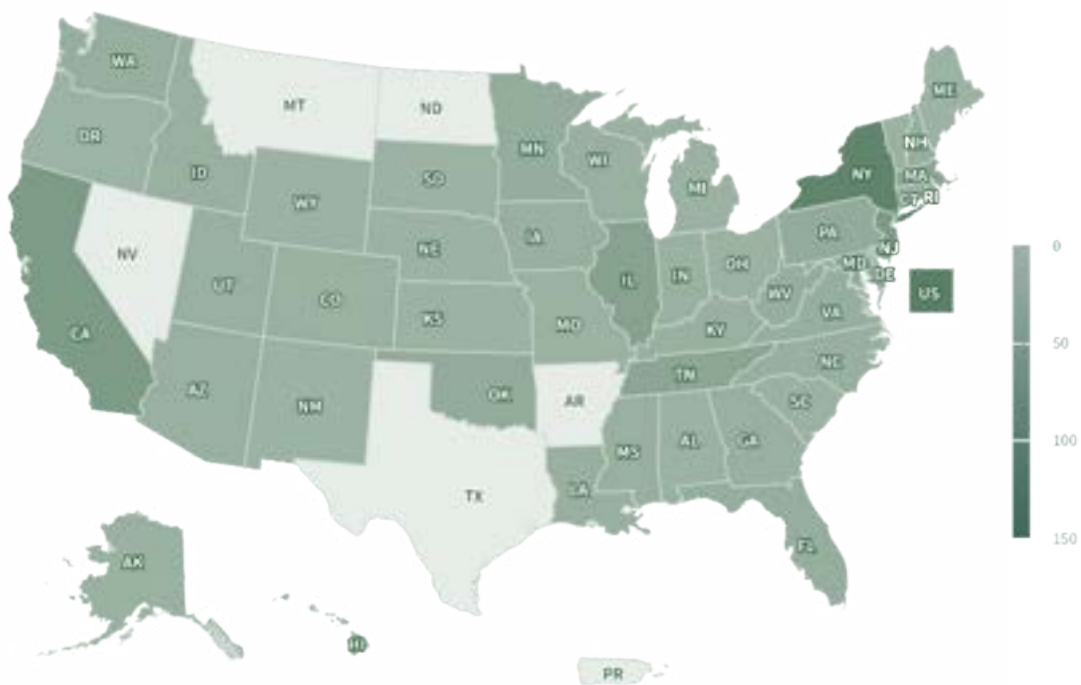 WA
ME
MT
ND
OR
MN
NH
WI
NY
MA
ID
SD
MI
CT
RI
WY
PA
IA
NE
NJ
0
NV
MD
OH
DE
IN
UT
IL
US
CO
WV
VA
KS
MO
CA
KY
50
NC
TN
AZ
OK
AR
SC
NM
AL
GA
100
MS
LA
TX
150
FL
AK
HI
PR